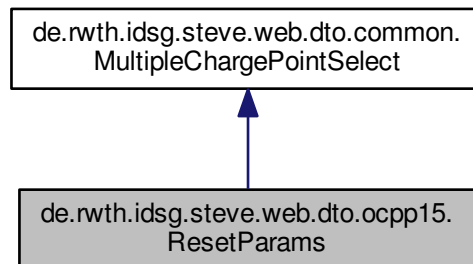 de.rwth.idsg.steve.web.dto.common.
MultipleChargePointSelect
de.rwth.idsg.steve.web.dto.ocpp15.
ResetParams